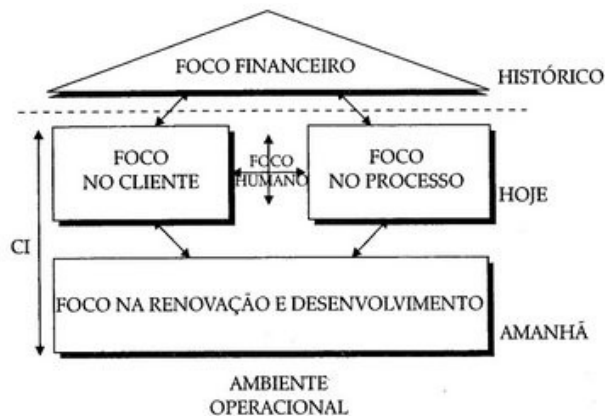 FOCO FINANCEIRO
HISTÓRICO
FOCO
NO CLIENTE
FOCO
HUMANO
FOCO
NO PROCESSO
HOJE
CI
FOCO NA RENOVAÇÃO E DESENVOLVIMENTO
AMANHÃ
AMBIENTE
OPERACIONAL